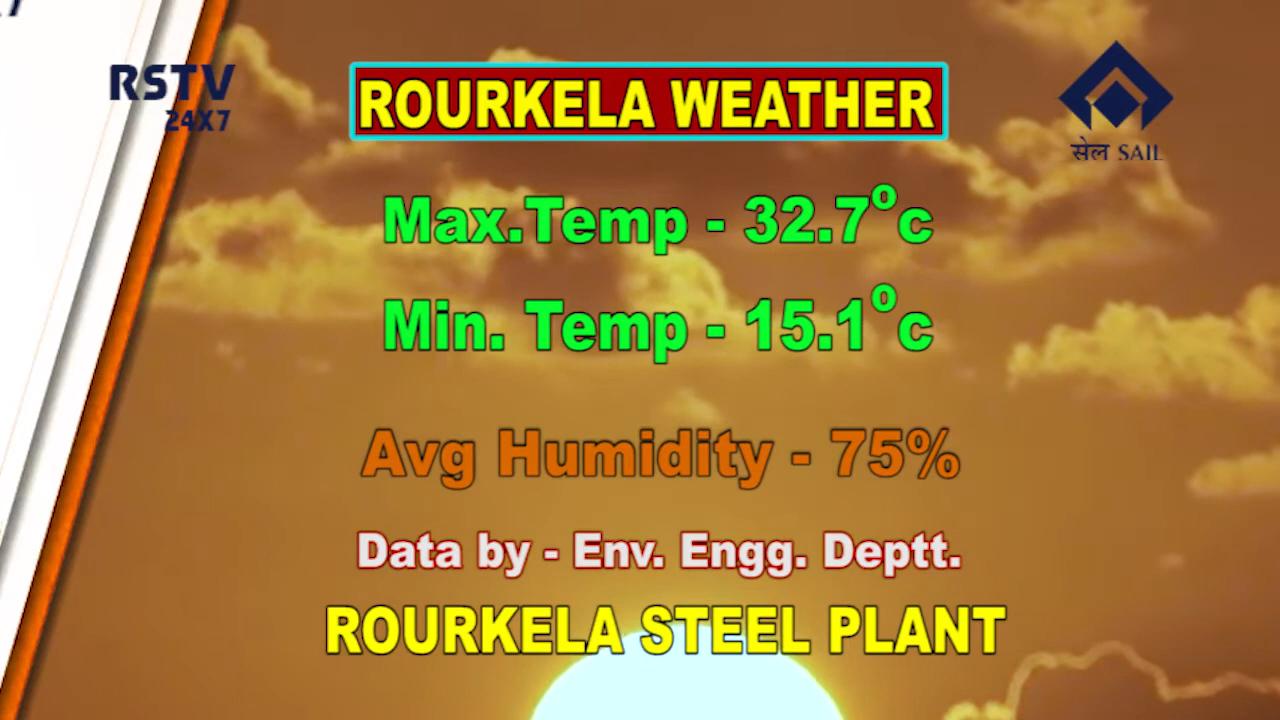 RSTV
24X7
ROURKELA WEATHER
सेल SAIL
Max.Temp - 32.7°c
Min. Temp - 15.1°c
Avg Humidity - 75%
Data by - Env. Engg. Deptt.
ROURKELA STEEL PLANT